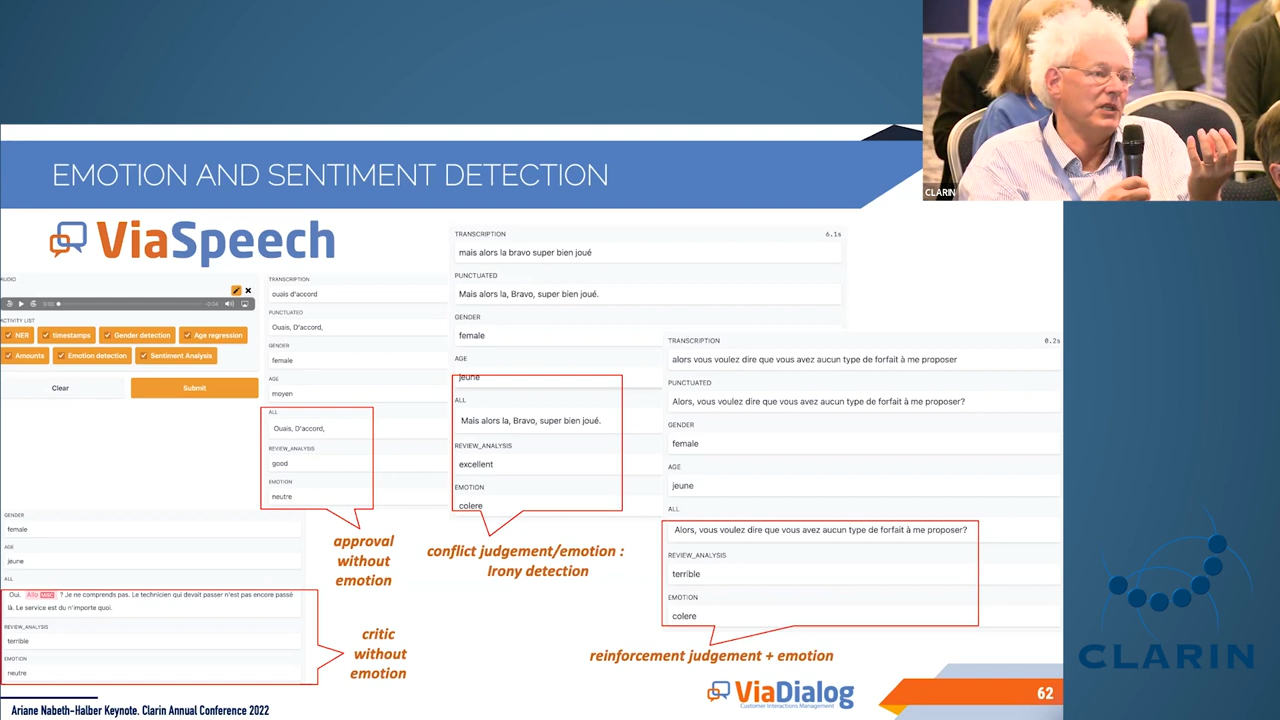 EMOTION AND SENTIMENT DETECTION
CLARIN
ViaSpeech
AUDIO
0:00
-0:04
ACTIVITY LIST
NER
timestamps
Gender detection
Age regression
Amounts
Emotion detection
Sentiment Analysis
Clear
Submit
TRANSCRIPTION
ouais d'accord
PUNCTUATED
Ouais, D'accord,
GENDER
female
AGE
moyen
ALL
Ouais, D'accord,
REVIEW_ANALYSIS
good
EMOTION
neutre
approval
without
emotion
TRANSCRIPTION
6.1s
mais alors la bravo super bien joué
PUNCTUATED
Mais alors la, Bravo, super bien joué.
GENDER
female
AGE
jeune
ALL
Mais alors la, Bravo, super bien joué.
REVIEW_ANALYSIS
excellent
EMOTION
colere
conflict judgement/emotion :
Irony detection
TRANSCRIPTION
0.2s
alors vous voulez dire que vous avez aucun type de forfait à me proposer
PUNCTUATED
Alors, vous voulez dire que vous avez aucun type de forfait à me proposer?
GENDER
female
AGE
jeune
ALL
Alors, vous voulez dire que vous avez aucun type de forfait à me proposer?
REVIEW_ANALYSIS
terrible
EMOTION
colere
reinforcement judgement + emotion
GENDER
female
AGE
jeune
ALL
Oui. Allo MISC ? Je ne comprends pas. Le technicien qui devait passer n'est pas encore passé
là. Le service est du n'importe quoi.
REVIEW_ANALYSIS
terrible
EMOTION
neutre
critic
without
emotion
Ariane Nabeth-Halber Keynote. Clarin Annual Conference 2022
ViaDialog
Customer Interactions Management
62
CLARIN